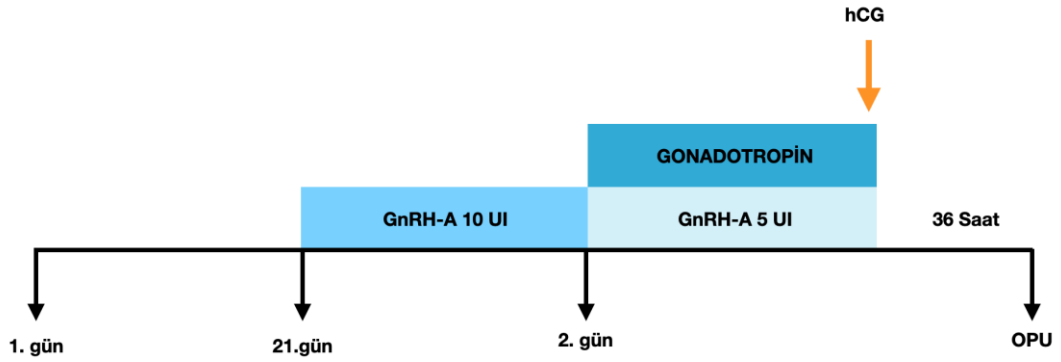 hCG
GONADOTROPİN
GnRH-A 10 UI
GnRH-A 5 UI
36 Saat
1. gün
21.gün
2. gün
OPU